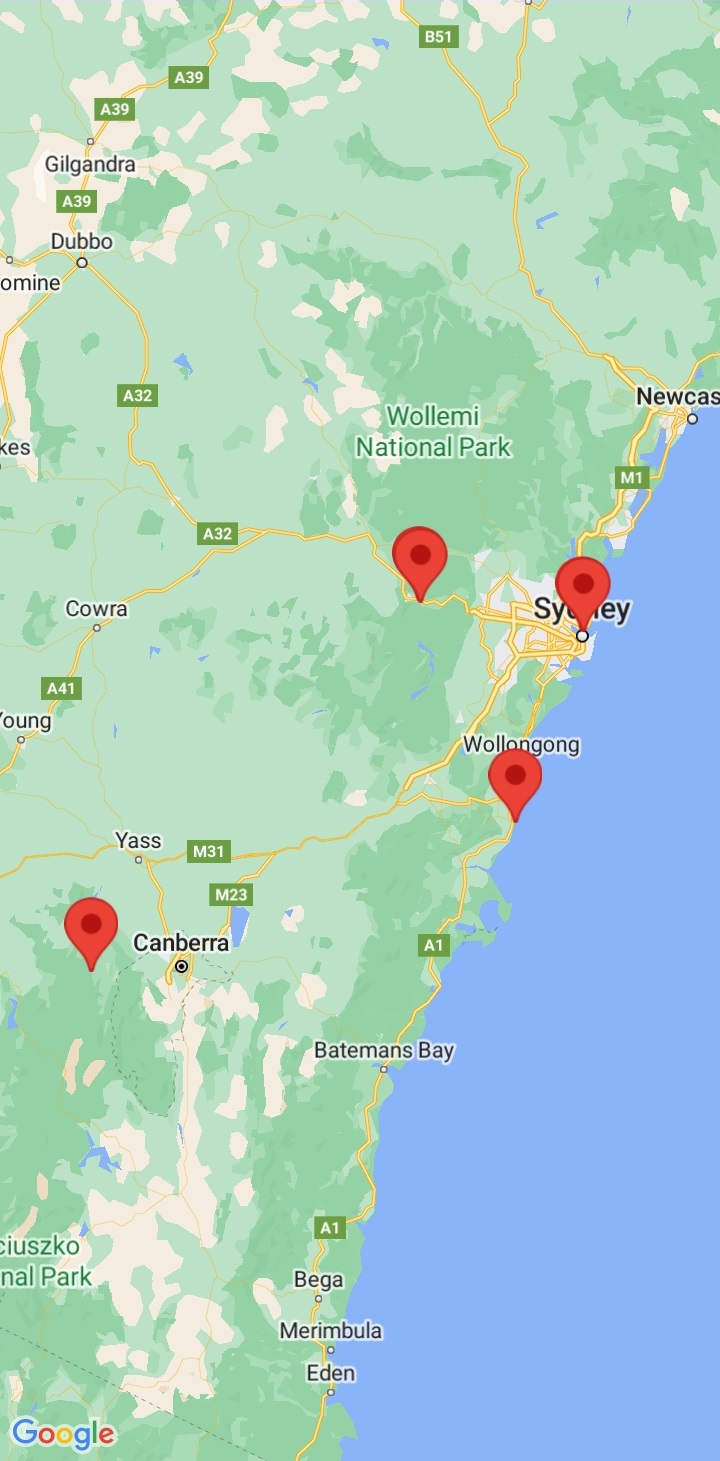 B51
A39
A39
Gilgandra
A39
Dubbo
omine
A32
Newcas
Wollemi
National Park
kes
M1
A32
Cowra
Sydney
A41
Young
Wollongong
Yass
M31
M23
Canberra
A1
Batemans Bay
A1
ciuszko
nal Park
Bega
Merimbula
Eden
Google